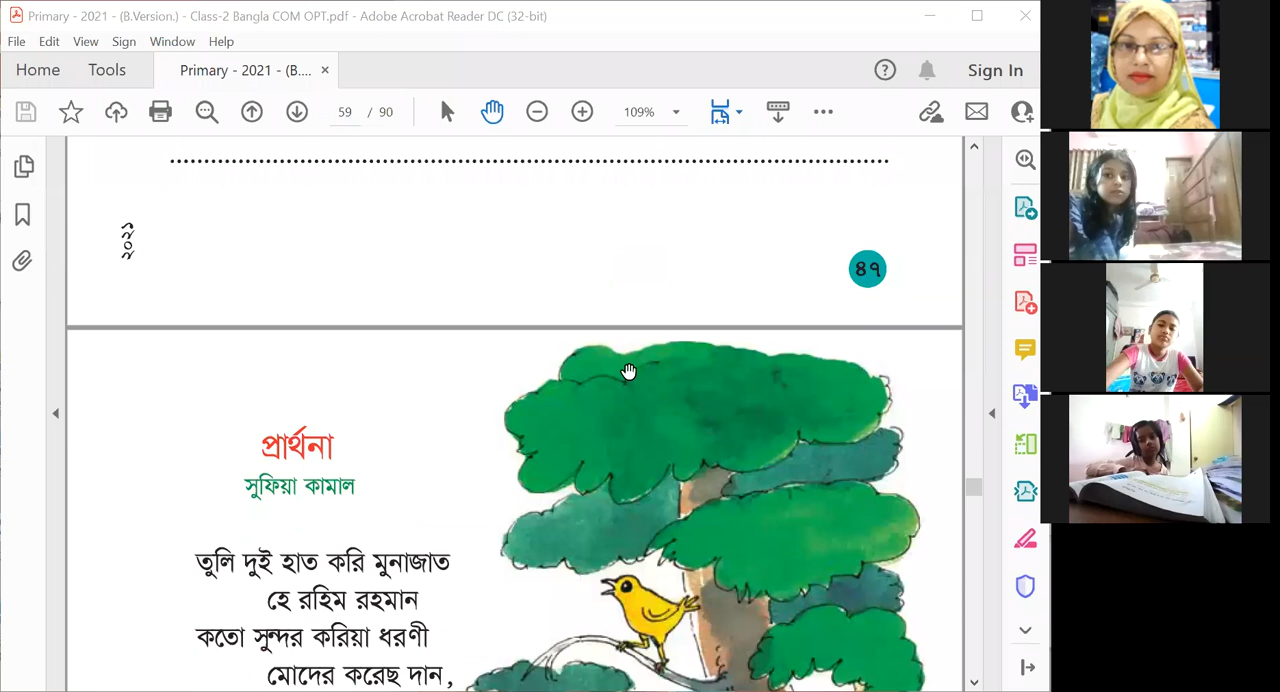 Primary - 2021 - (B.Version.) - Class-2 Bangla COM OPT.pdf - Adobe Acrobat Reader DC (32-bit)
File Edit View Sign Window Help
Home Tools Primary - 2021 - (B.... × Sign In
59 / 90 109%
২০২১
৪৭
প্রার্থনা
সুফিয়া কামাল
তুলি দুই হাত করি মুনাজাত
হে রহিম রহমান
কতো সুন্দর করিয়া ধরণী
মোদের করেছ দান,